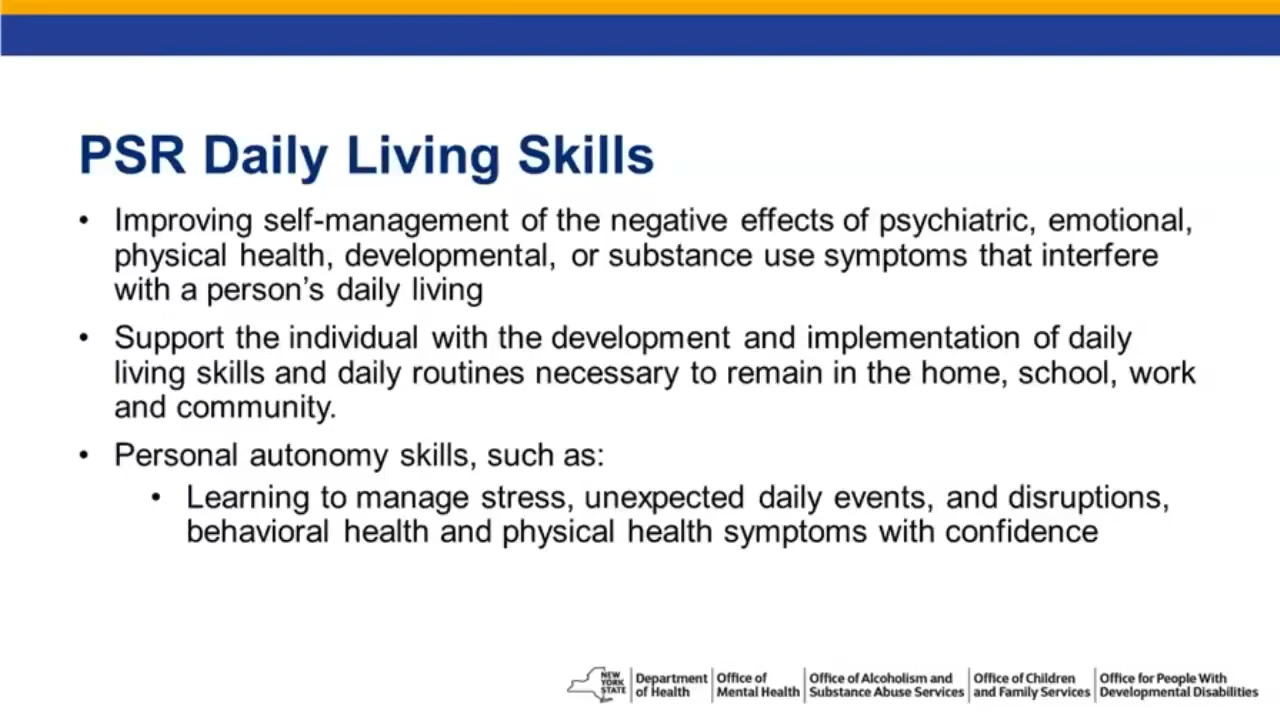 PSR Daily Living Skills
• Improving self-management of the negative effects of psychiatric, emotional,
physical health, developmental, or substance use symptoms that interfere
with a person's daily living
• Support the individual with the development and implementation of daily
living skills and daily routines necessary to remain in the home, school, work
and community.
• Personal autonomy skills, such as:
• Learning to manage stress, unexpected daily events, and disruptions,
behavioral health and physical health symptoms with confidence
NEW
YORK
STATE
Department
of Health
Office of
Mental Health
Office of Alcoholism and
Substance Abuse Services
Office of Children
and Family Services
Office for People With
Developmental Disabilities